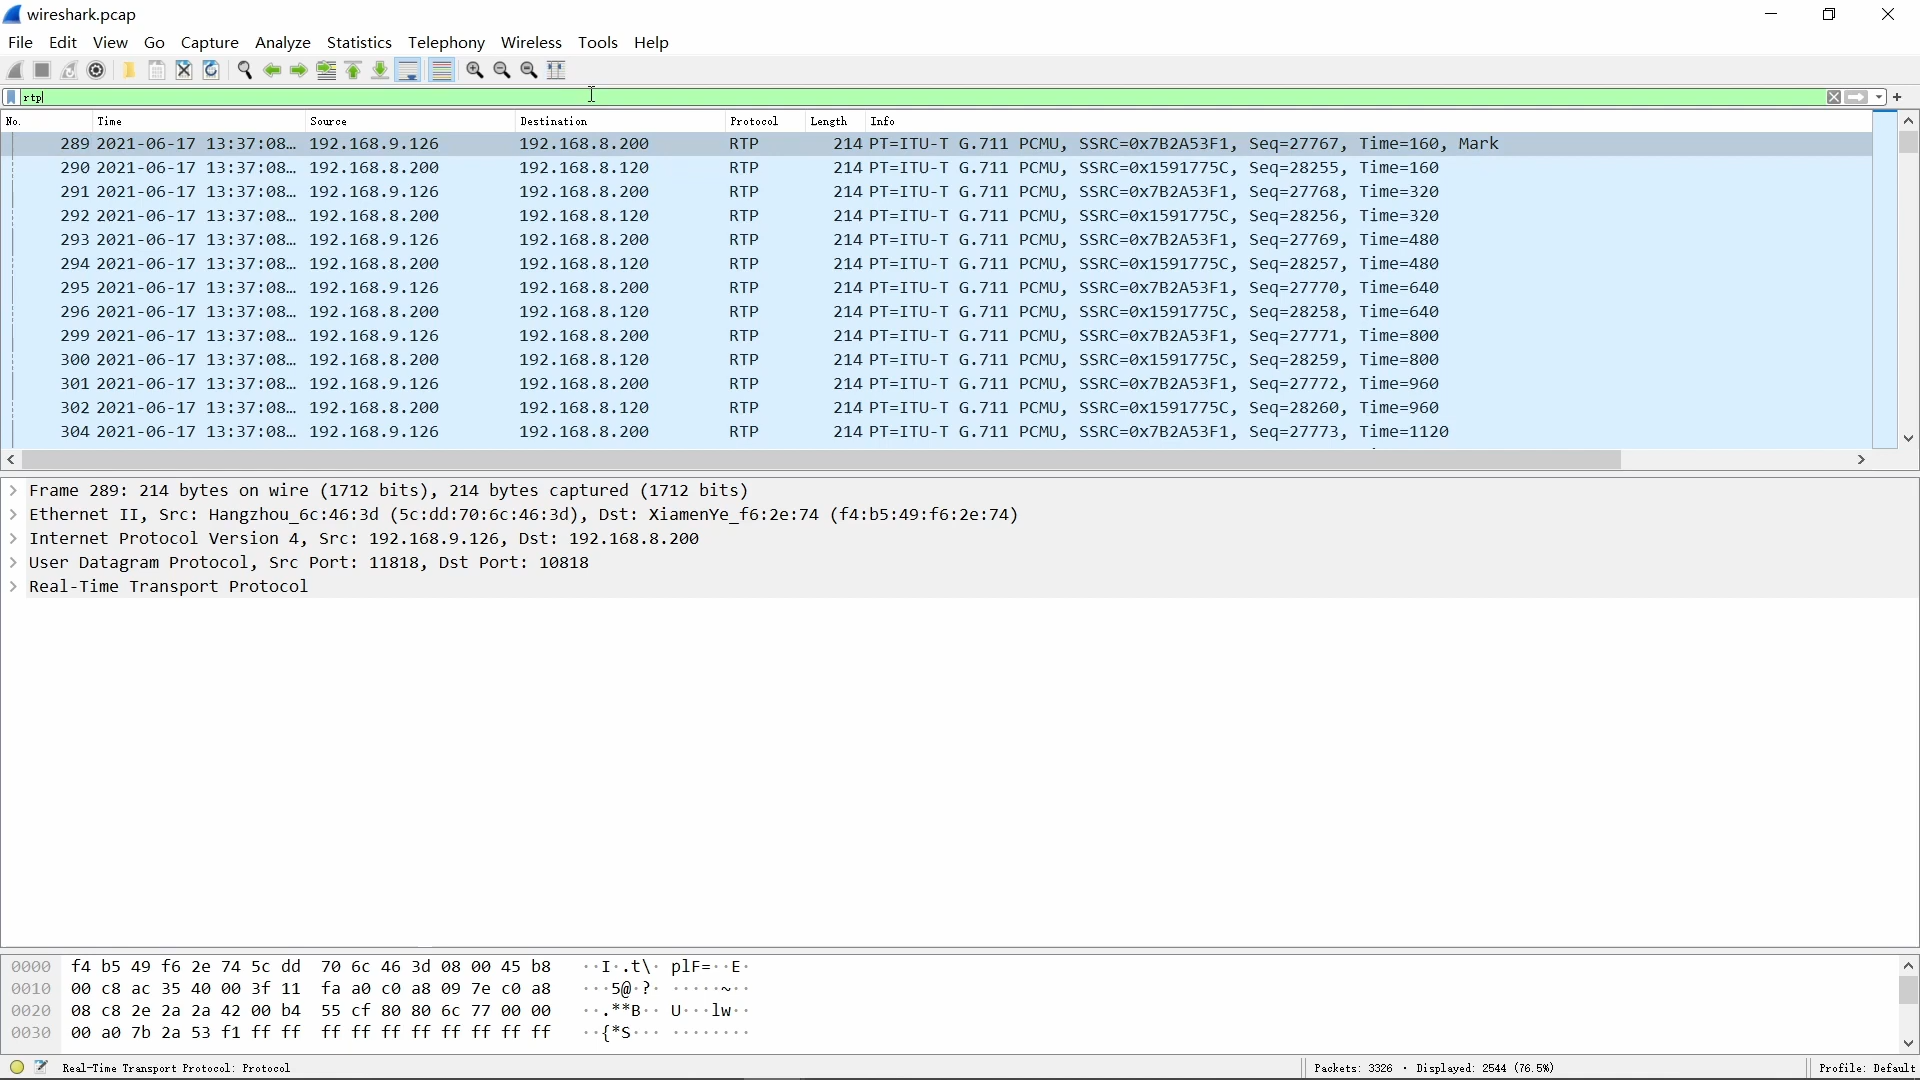 wireshark.pcap
File Edit View Go Capture Analyze Statistics Telephony Wireless Tools Help
rtp
No. Time Source Destination Protocol Length Info
289 2021-06-17 13:37:08… 192.168.9.126 192.168.8.200 RTP 214 PT=ITU-T G.711 PCMU, SSRC=0x7B2A53F1, Seq=27767, Time=160, Mark
290 2021-06-17 13:37:08… 192.168.8.200 192.168.8.120 RTP 214 PT=ITU-T G.711 PCMU, SSRC=0x1591775C, Seq=28255, Time=160
291 2021-06-17 13:37:08… 192.168.9.126 192.168.8.200 RTP 214 PT=ITU-T G.711 PCMU, SSRC=0x7B2A53F1, Seq=27768, Time=320
292 2021-06-17 13:37:08… 192.168.8.200 192.168.8.120 RTP 214 PT=ITU-T G.711 PCMU, SSRC=0x1591775C, Seq=28256, Time=320
293 2021-06-17 13:37:08… 192.168.9.126 192.168.8.200 RTP 214 PT=ITU-T G.711 PCMU, SSRC=0x7B2A53F1, Seq=27769, Time=480
294 2021-06-17 13:37:08… 192.168.8.200 192.168.8.120 RTP 214 PT=ITU-T G.711 PCMU, SSRC=0x1591775C, Seq=28257, Time=480
295 2021-06-17 13:37:08… 192.168.9.126 192.168.8.200 RTP 214 PT=ITU-T G.711 PCMU, SSRC=0x7B2A53F1, Seq=27770, Time=640
296 2021-06-17 13:37:08… 192.168.8.200 192.168.8.120 RTP 214 PT=ITU-T G.711 PCMU, SSRC=0x1591775C, Seq=28258, Time=640
299 2021-06-17 13:37:08… 192.168.9.126 192.168.8.200 RTP 214 PT=ITU-T G.711 PCMU, SSRC=0x7B2A53F1, Seq=27771, Time=800
300 2021-06-17 13:37:08… 192.168.8.200 192.168.8.120 RTP 214 PT=ITU-T G.711 PCMU, SSRC=0x1591775C, Seq=28259, Time=800
301 2021-06-17 13:37:08… 192.168.9.126 192.168.8.200 RTP 214 PT=ITU-T G.711 PCMU, SSRC=0x7B2A53F1, Seq=27772, Time=960
302 2021-06-17 13:37:08… 192.168.8.200 192.168.8.120 RTP 214 PT=ITU-T G.711 PCMU, SSRC=0x1591775C, Seq=28260, Time=960
304 2021-06-17 13:37:08… 192.168.9.126 192.168.8.200 RTP 214 PT=ITU-T G.711 PCMU, SSRC=0x7B2A53F1, Seq=27773, Time=1120
Frame 289: 214 bytes on wire (1712 bits), 214 bytes captured (1712 bits)
Ethernet II, Src: Hangzhou_6c:46:3d (5c:dd:70:6c:46:3d), Dst: XiamenYe_f6:2e:74 (f4:b5:49:f6:2e:74)
Internet Protocol Version 4, Src: 192.168.9.126, Dst: 192.168.8.200
User Datagram Protocol, Src Port: 11818, Dst Port: 10818
Real-Time Transport Protocol
0000 f4 b5 49 f6 2e 74 5c dd 70 6c 46 3d 08 00 45 b8 ··I·.t\· plF=··E·
0010 00 c8 ac 35 40 00 3f 11 fa a0 c0 a8 09 7e c0 a8 ···5@·?· ·····~··
0020 08 c8 2e 2a 2a 42 00 b4 55 cf 80 80 6c 77 00 00 ··.**B·· U···lw··
0030 00 a0 7b 2a 53 f1 ff ff ff ff ff ff ff ff ff ff ··{*S··· ········
Real-Time Transport Protocol: Protocol Packets: 3326 · Displayed: 2544 (76.5%) Profile: Default